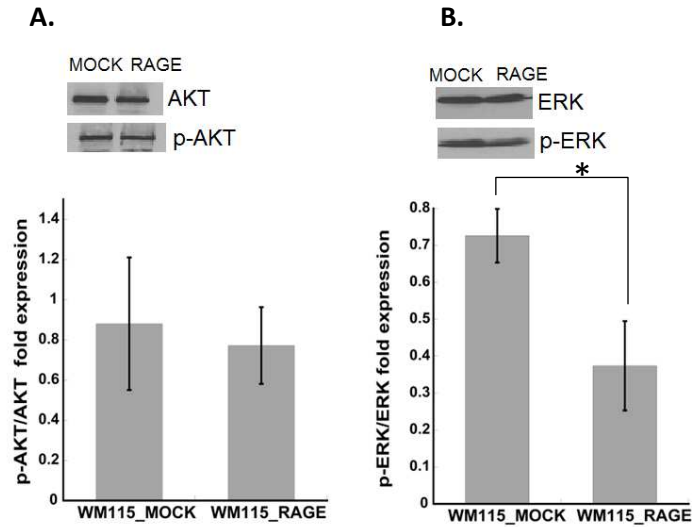 A.
MOCK RAGE
AKT
p-AKT
p-AKT/AKT fold expression
1.4
1.2
1
0.8
0.6
0.4
0.2
0
WM115_MOCK WM115_RAGE
B.
MOCK RAGE
ERK
p-ERK
*
p-ERK/ERK fold expression
0.8
0.7
0.6
0.5
0.4
0.3
0.2
0.1
0
WM115_MOCK WM115_RAGE